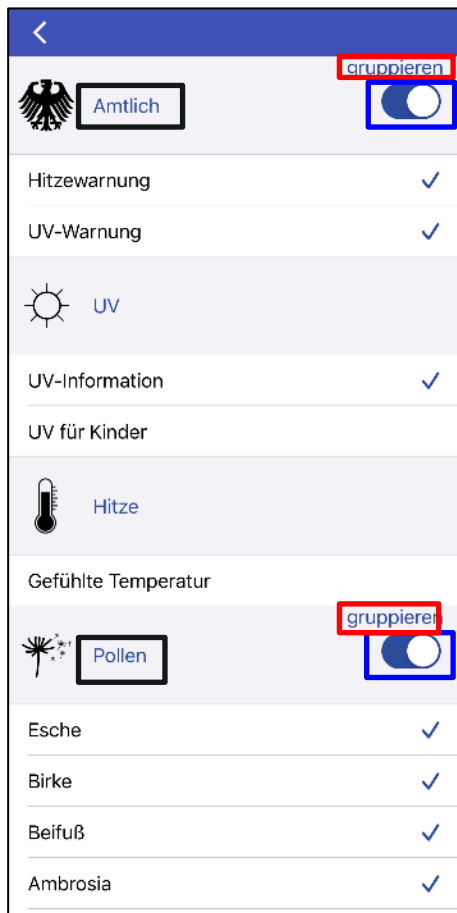 gruppieren
Amtlich
Hitzewarnung
UV-Warnung
UV
UV-Information
UV für Kinder
Hitze
Gefühlte Temperatur
gruppieren
Pollen
Esche
Birke
Beifuß
Ambrosia